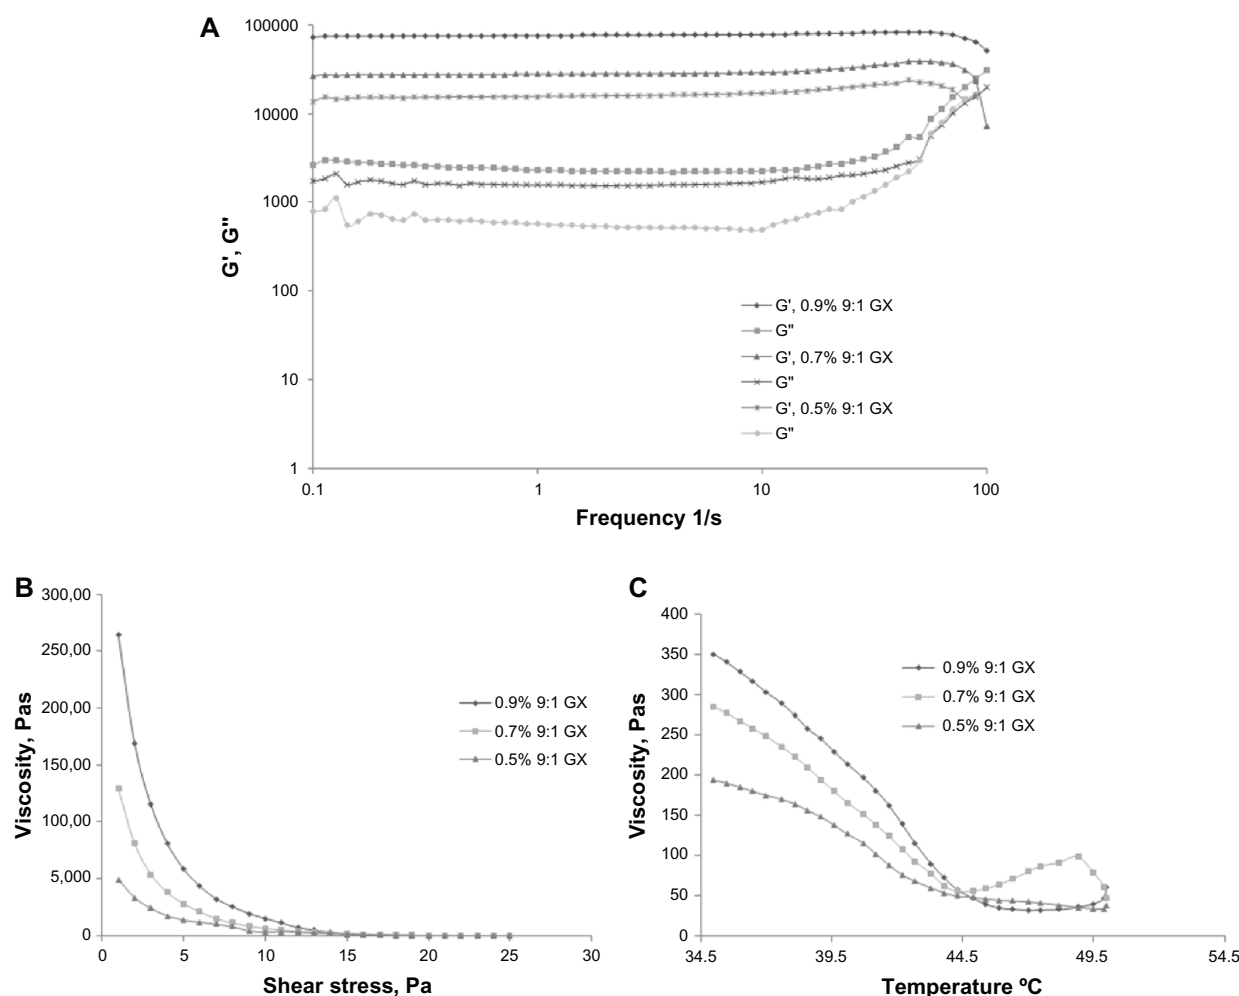 A
100000
10000
1000
100
10
1
G', G"
0.1
1
10
100
Frequency 1/s
G', 0.9% 9:1 GX
G"
G', 0.7% 9:1 GX
G"
G', 0.5% 9:1 GX
G"
B
300,00
250,00
200,00
150,00
100,00
5,000
0
Viscosity, Pas
0
5
10
15
20
25
30
Shear stress, Pa
0.9% 9:1 GX
0.7% 9:1 GX
0.5% 9:1 GX
C
400
350
300
250
200
150
100
50
0
Viscosity, Pas
34.5
39.5
44.5
49.5
54.5
Temperature ºC
0.9% 9:1 GX
0.7% 9:1 GX
0.5% 9:1 GX